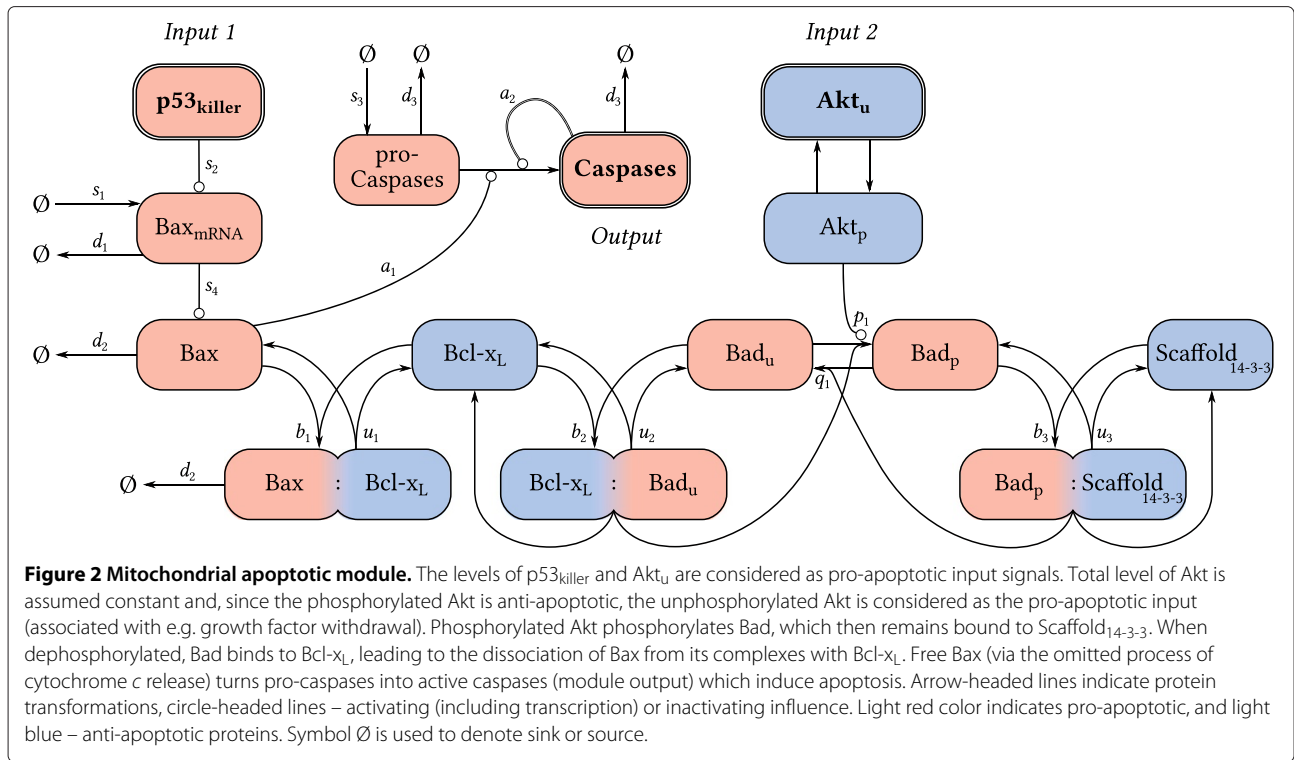 Input 1
Input 2
p53killer
Aktu
Ø
Ø
Ø
s3
d3
a2
d3
s2
pro-
Caspases
Caspases
Output
Ø
s1
BaxmRNA
Ø
d1
Aktp
s4
a1
p1
Ø
d2
Bax
Bcl-xL
Badu
Badp
Scaffold14-3-3
q1
b1
u1
b2
u2
b3
u3
Ø
d2
Bax : Bcl-xL
Bcl-xL : Badu
Badp : Scaffold14-3-3
Figure 2 Mitochondrial apoptotic module. The levels of p53killer and Aktu are considered as pro-apoptotic input signals. Total level of Akt is
assumed constant and, since the phosphorylated Akt is anti-apoptotic, the unphosphorylated Akt is considered as the pro-apoptotic input
(associated with e.g. growth factor withdrawal). Phosphorylated Akt phosphorylates Bad, which then remains bound to Scaffold14-3-3. When
dephosphorylated, Bad binds to Bcl-xL, leading to the dissociation of Bax from its complexes with Bcl-xL. Free Bax (via the omitted process of
cytochrome c release) turns pro-caspases into active caspases (module output) which induce apoptosis. Arrow-headed lines indicate protein
transformations, circle-headed lines – activating (including transcription) or inactivating influence. Light red color indicates pro-apoptotic, and light
blue – anti-apoptotic proteins. Symbol Ø is used to denote sink or source.